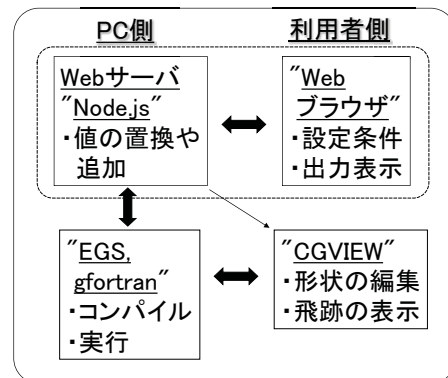 PC側
利用者側
Webサーバ
"Node.js"
・値の置換や
追加
"Web
ブラウザ"
・設定条件
・出力表示
"EGS,
gfortran"
・コンパイル
・実行
"CGVIEW"
・形状の編集
・飛跡の表示